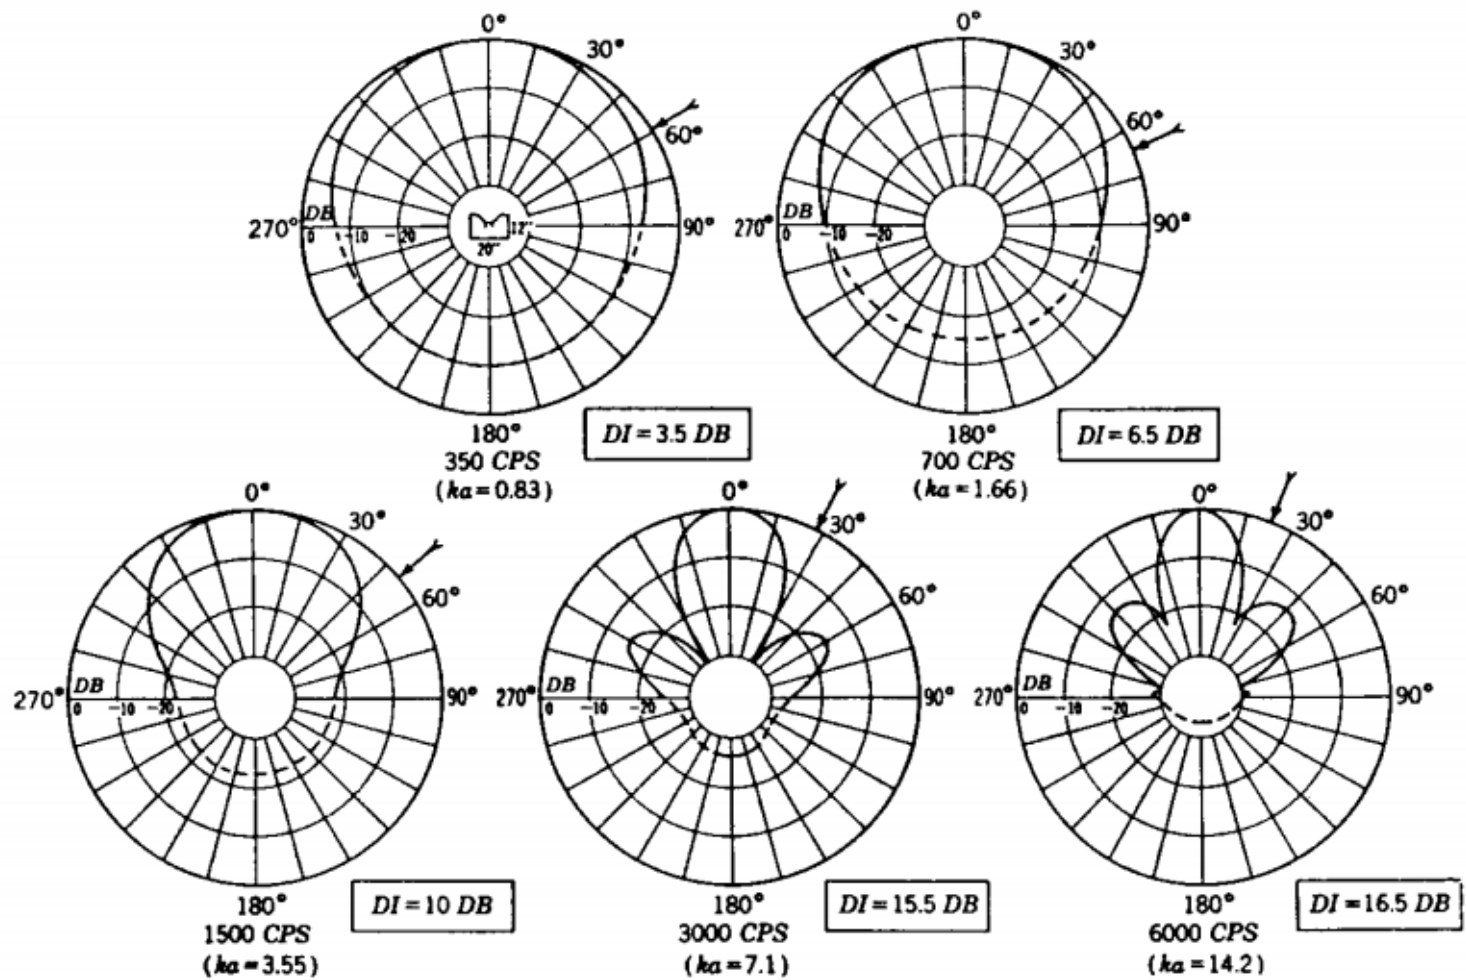 0°
30°
60°
90°
180°
270°
DB
0 -10 -20
12"
20"
350 CPS
(ka=0.83)
DI=3.5 DB
0°
30°
60°
90°
180°
270°
DB
0 -10 -20
700 CPS
(ka=1.66)
DI=6.5 DB
0°
30°
60°
90°
180°
270°
DB
0 -10 -20
1500 CPS
(ka=3.55)
DI=10 DB
0°
30°
60°
90°
180°
270°
DB
0 -10 -20
3000 CPS
(ka=7.1)
DI=15.5 DB
0°
30°
60°
90°
180°
270°
DB
0 -10 -20
6000 CPS
(ka=14.2)
DI=16.5 DB